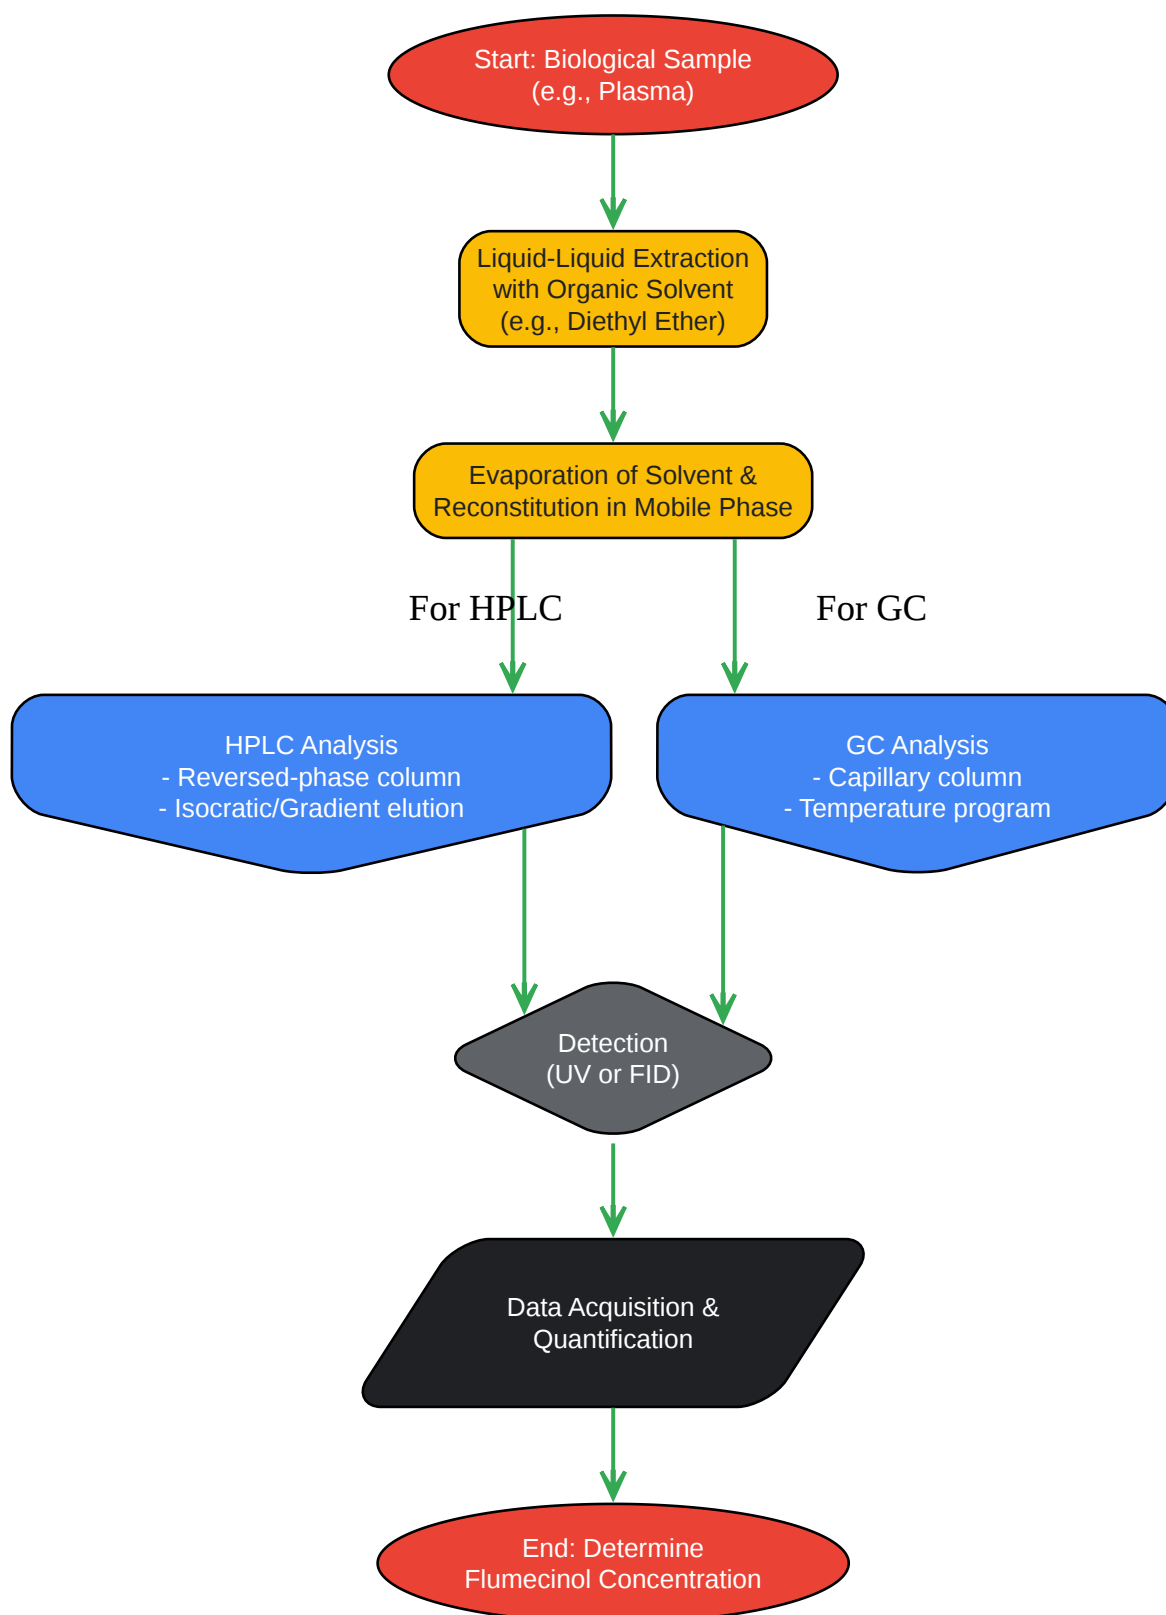 Start: Biological Sample
(e.g., Plasma)
Liquid-Liquid Extraction
with Organic Solvent
(e.g., Diethyl Ether)
Evaporation of Solvent &
Reconstitution in Mobile Phase
For HPLC
For GC
HPLC Analysis
- Reversed-phase column
- Isocratic/Gradient elution
GC Analysis
- Capillary column
- Temperature program
Detection
(UV or FID)
Data Acquisition &
Quantification
End: Determine
Flumecinol Concentration